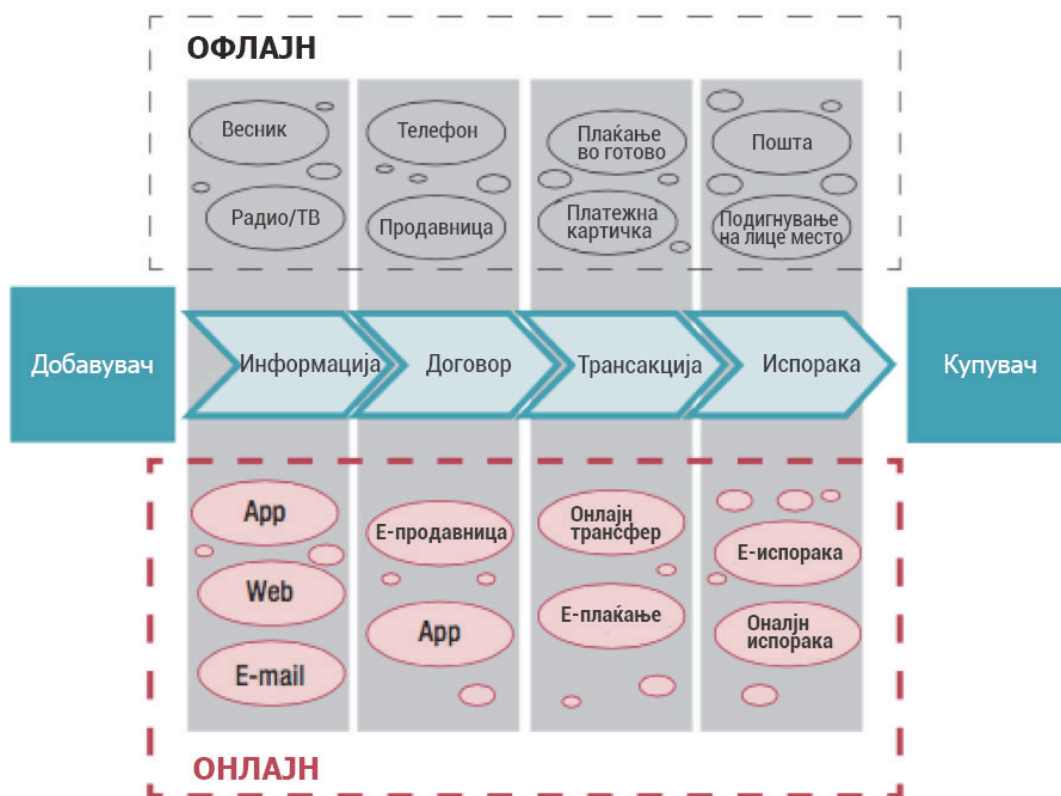 ОФЛАЈН
Весник
Телефон
Плаќање
во готово
Пошта
Радио/ТВ
Продавница
Платежна
картичка
Подигнување
на лице место
Добавувач
Информација
Договор
Трансакција
Испорака
Купувач
App
Е-продавница
Онлајн
трансфер
Е-испорака
Web
App
Е-плаќање
Оналјн
испорака
E-mail
ОНЛАЈН